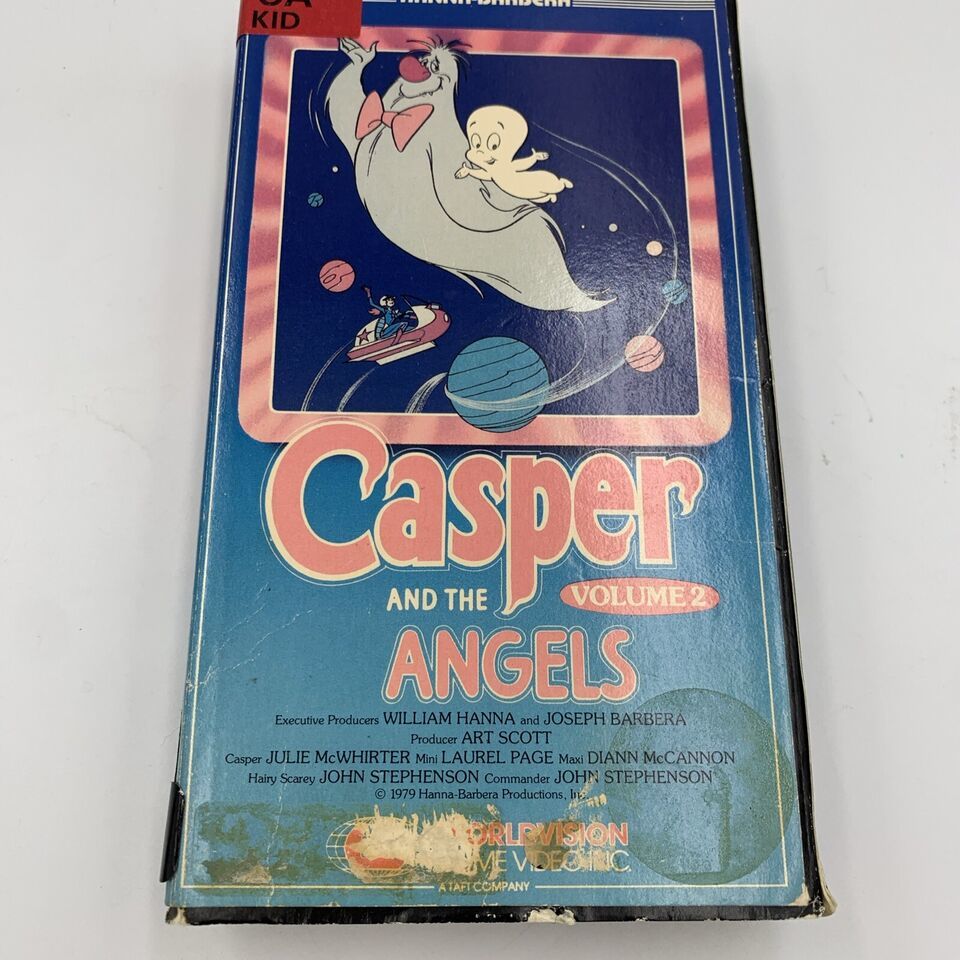 KID
HANNA-BARBERA
Casper
AND THE
VOLUME 2
ANGELS
Executive Producers WILLIAM HANNA and JOSEPH BARBERA
Producer ART SCOTT
Casper JULIE McWHIRTER Mini LAUREL PAGE Maxi DIANN McCANNON
Hairy Scarey JOHN STEPHENSON Commander JOHN STEPHENSON
© 1979 Hanna-Barbera Productions, Inc.
WORLDVISION
HOME VIDEO INC.
A TAFT COMPANY